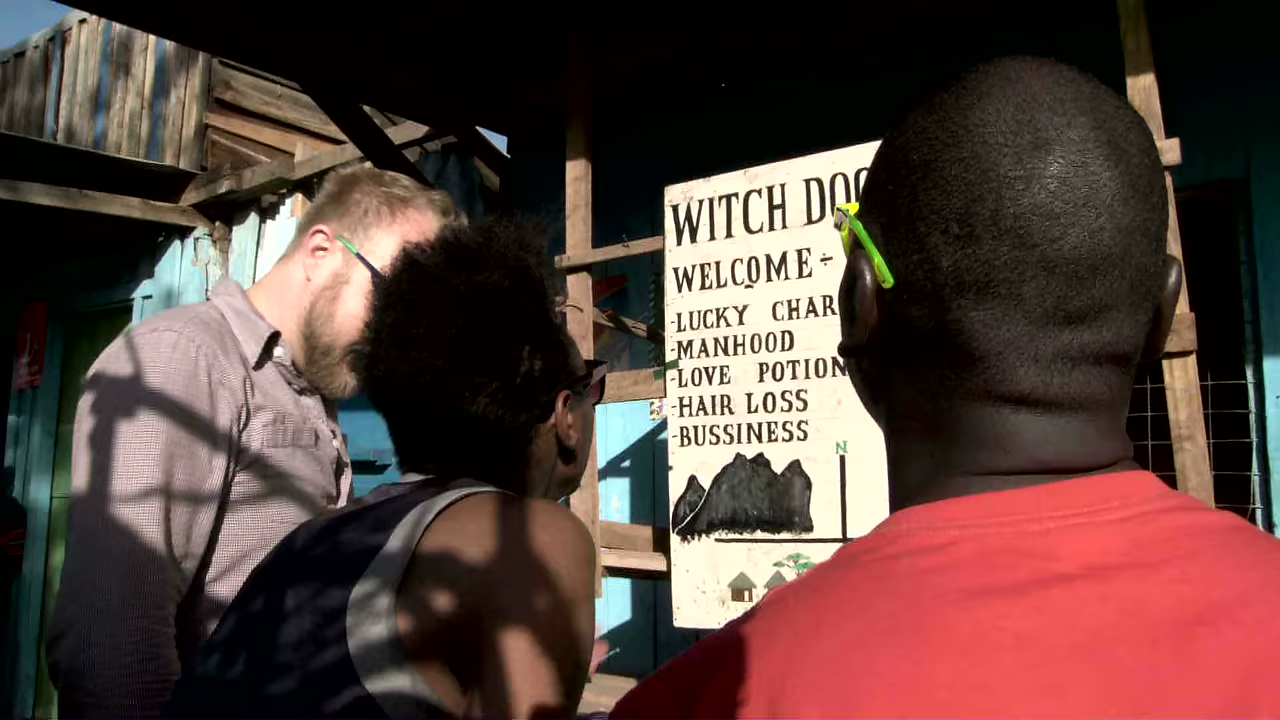 WITCH DOC
WELCOME÷
-LUCKY CHAR
-MANHOOD
-LOVE POTION
-HAIR LOSS
-BUSSINESS
N